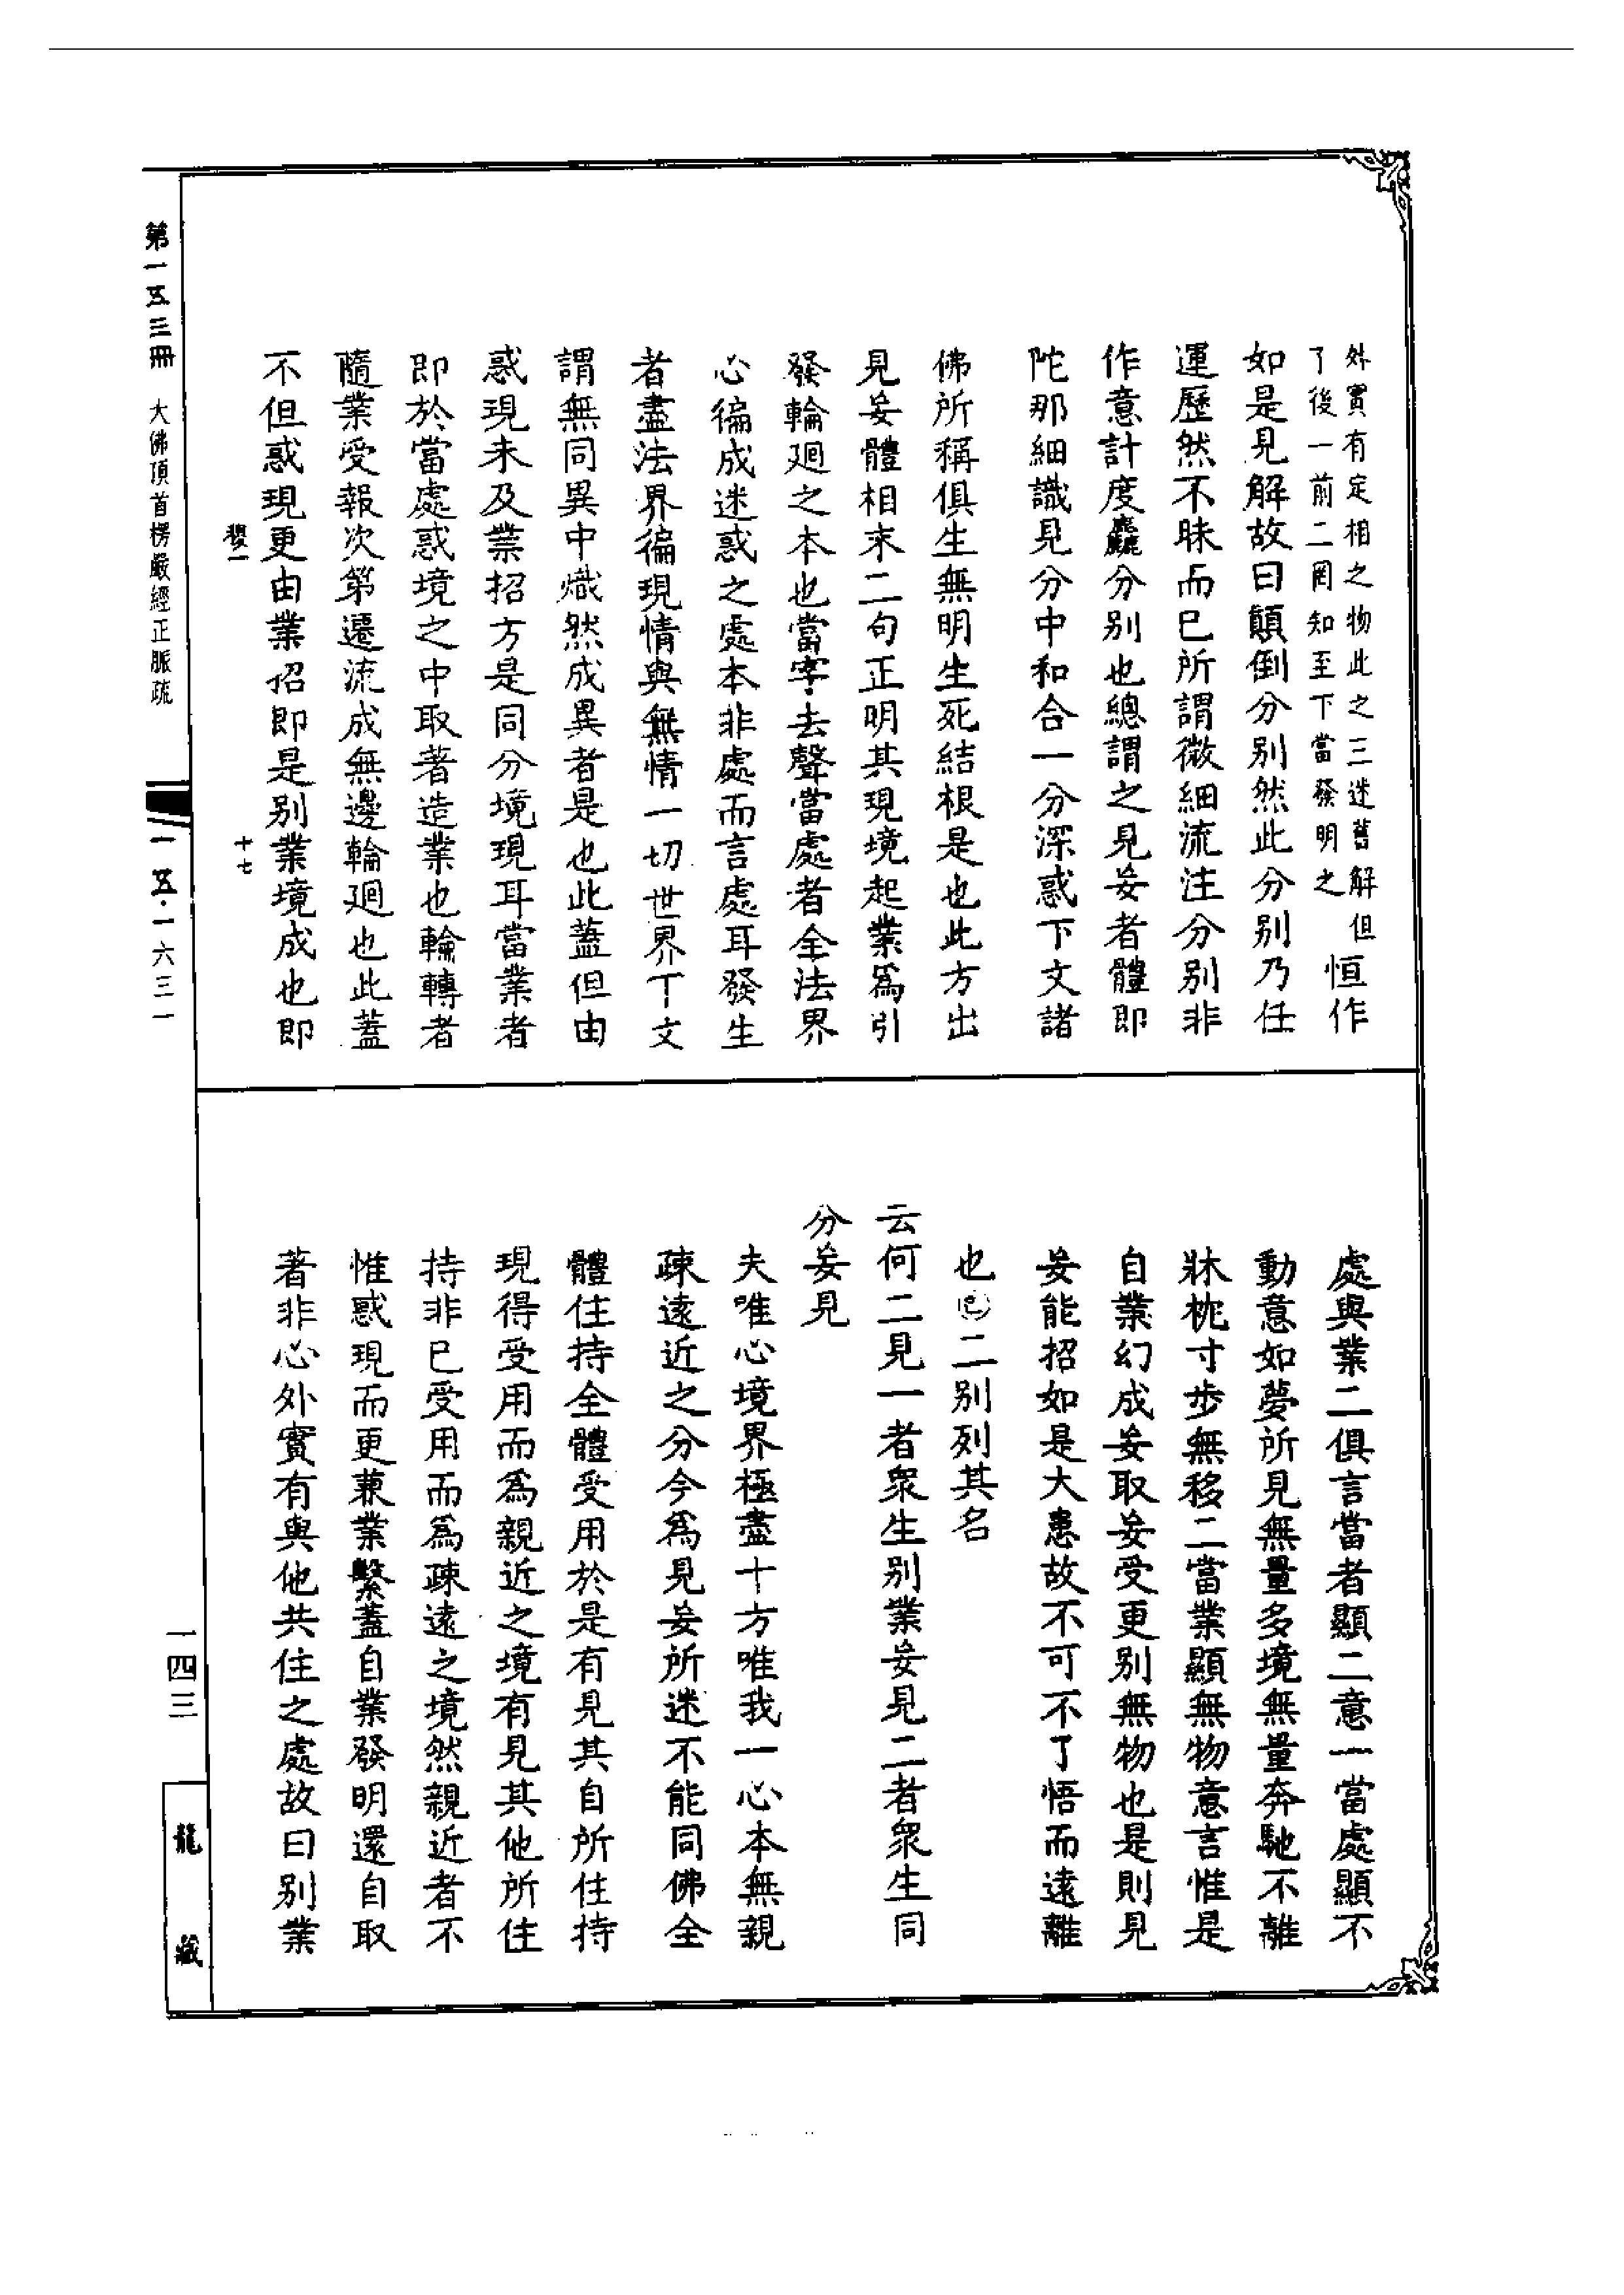 外實有定相之物此之三迷舊解但
了後一前二罔知至下當發明之
恒作
如是見解故曰顛倒分别然此分别乃任
運歷然不昧而已所謂微細流注分别非
作意計度麤分别也總謂之見妄者體即
陀那細識見分中和合一分深惑下文諸
佛所稱俱生無明生死結根是也此方出
見妄體相末二句正明其現境起業爲引
發輪迴之本也當字去聲當處者全法界
心徧成迷惑之處本非處而言處耳發生
者盡法界徧現情與無情一切世界下文
謂無同異中熾然成異者是也此蓋但由
惑現未及業招方是同分境現耳當業者
即於當處惑境之中取著造業也輪轉者
隨業受報次第遷流成無邊輪迴也此蓋
不但惑現更由業招即是别業境成也即
稷一
十七
處與業二俱言當者顯二意一當處顯不
動意如夢所見無量多境無量奔馳不離
牀枕寸步無移二當業顯無物意言惟是
自業幻成妄取妄受更别無物也是則見
妄能招如是大患故不可不了悟而遠離
也㔾二别列其名
云何二見一者衆生别業妄見二者衆生同
分妄見
夫唯心境界極盡十方唯我一心本無親
疎遠近之分今爲見妄所迷不能同佛全
體住持全體受用於是有見其自所住持
現得受用而爲親近之境有見其他所住
持非已受用而爲疎遠之境然親近者不
惟惑現而更兼業繫蓋自業發明還自取
著非心外實有與他共住之處故曰别業
第一五三冊 大佛頂首楞嚴經正脈疏
一五·一六三一
一四三
龍藏